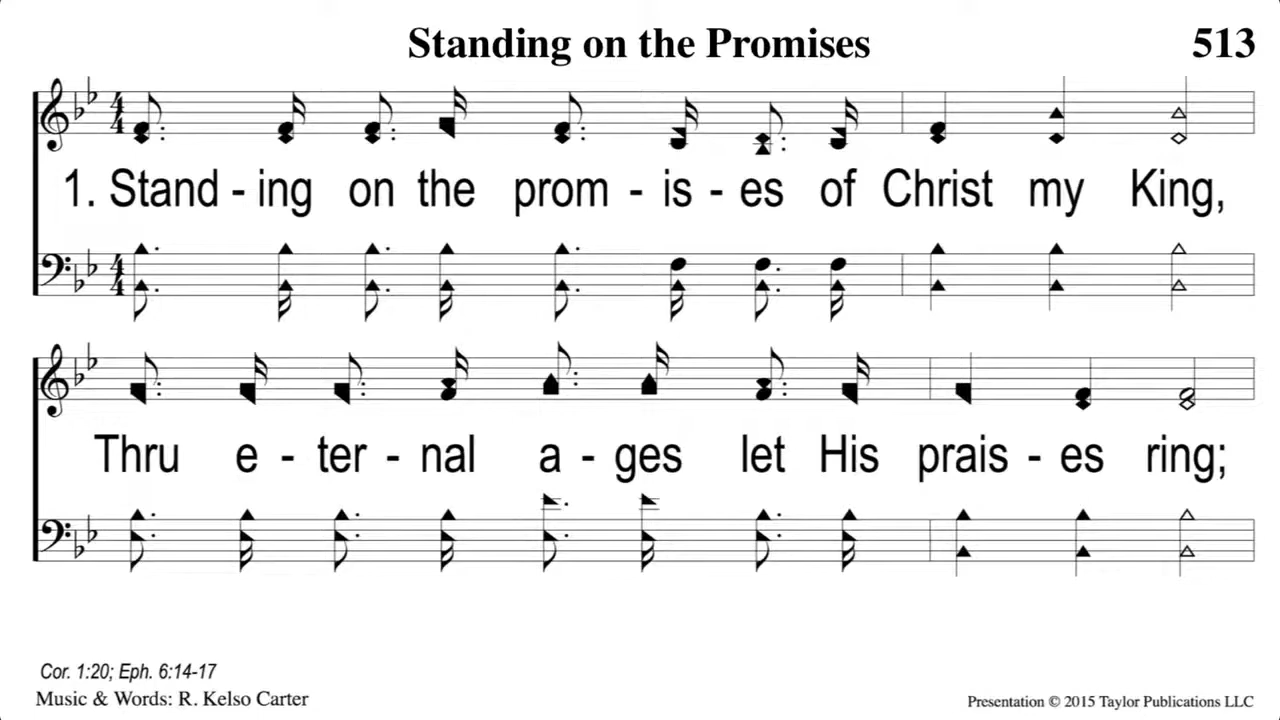 Standing on the Promises 513
1. Stand - ing on the prom - is - es of Christ my King,
Thru e - ter - nal a - ges let His prais - es ring;
Cor. 1:20; Eph. 6:14-17
Music & Words: R. Kelso Carter
Presentation © 2015 Taylor Publications LLC